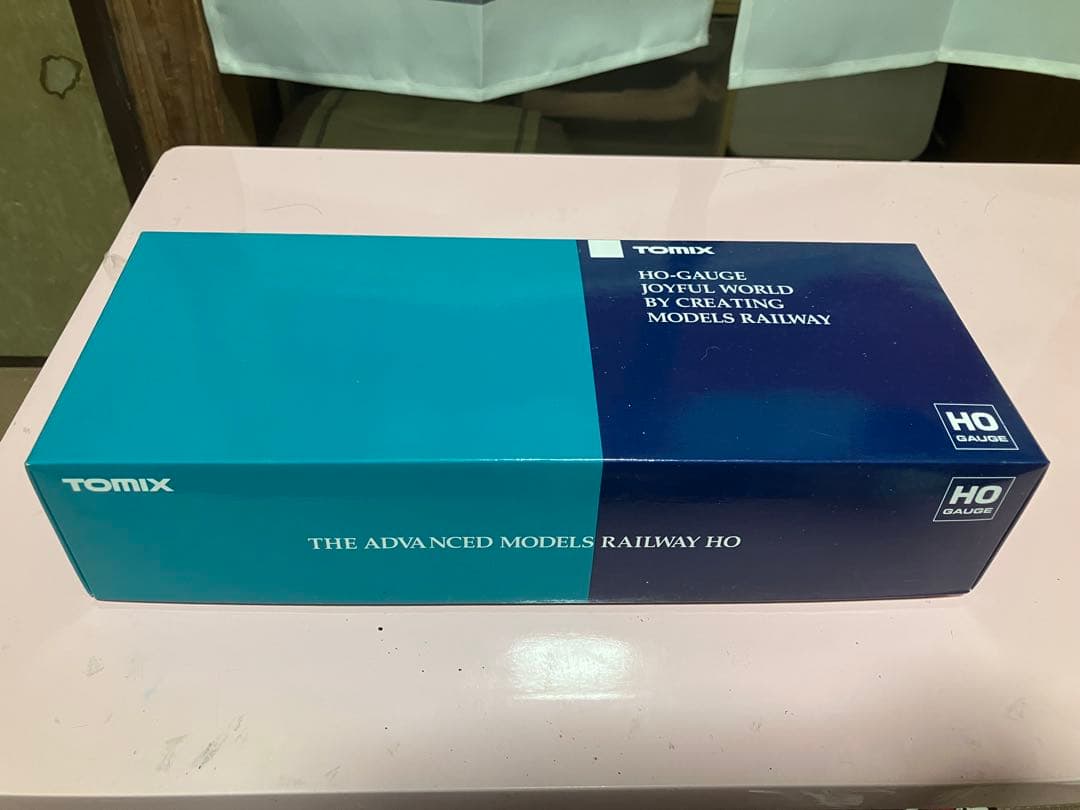 TOMIX
HO-GAUGE
JOYFUL WORLD
BY CREATING
MODELS RAILWAY
HO
GAUGE
TOMIX
HO
GAUGE
THE ADVANCED MODELS RAILWAY HO